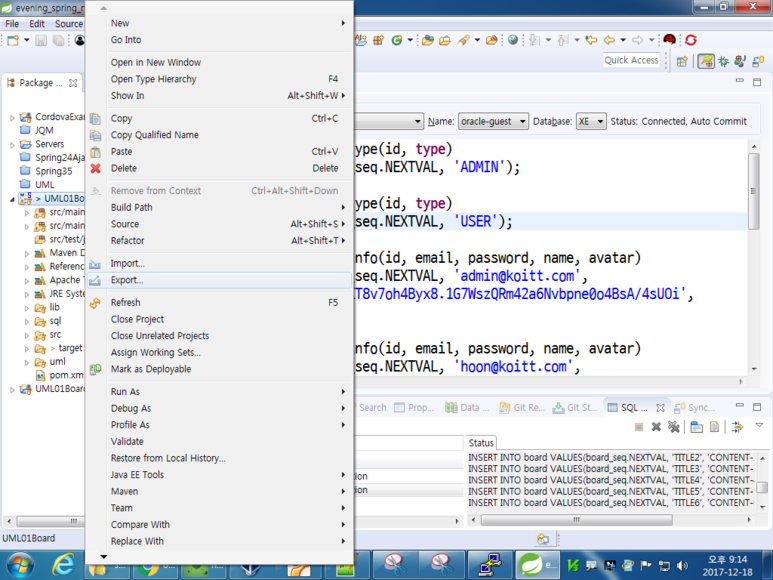 evening_spring_
File Edit Source
Quick Access
Package ...
CordovaExa
JQM
Servers
Spring24Aja
Spring35
UML
> UML01Bo
src/main
src/main
src/test/j
Maven D
Referenc
Apache T
JRE Syste
lib
sql
src
> target
uml
pom.xm
UML01Boar
New
Go Into
Open in New Window
Open Type Hierarchy F4
Show In Alt+Shift+W
Copy Ctrl+C
Copy Qualified Name
Paste Ctrl+V
Delete Delete
Remove from Context Ctrl+Alt+Shift+Down
Build Path
Source Alt+Shift+S
Refactor Alt+Shift+T
Import...
Export...
Refresh F5
Close Project
Close Unrelated Projects
Assign Working Sets...
Mark as Deployable
Run As
Debug As
Profile As
Validate
Restore from Local History...
Java EE Tools
Maven
Team
Compare With
Replace With
Name: oracle-guest Database: XE Status: Connected, Auto Commit
ype(id, type)
seq.NEXTVAL, 'ADMIN');
ype(id, type)
seq.NEXTVAL, 'USER');
nfo(id, email, password, name, avatar)
seq.NEXTVAL, 'admin@koitt.com',
T8v7oh4Byx8.1G7WszQRm42a6Nvbpne0o4BsA/4sUOi',
nfo(id, email, password, name, avatar)
seq.NEXTVAL, 'hoon@koitt.com',
Search Prop... Data ... Git Re... Git St... SQL ... Sync...
Status
tion
tion
INSERT INTO board VALUES(board_seq.NEXTVAL, 'TITLE2', 'CONTENT-
INSERT INTO board VALUES(board_seq.NEXTVAL, 'TITLE3', 'CONTENT-
INSERT INTO board VALUES(board_seq.NEXTVAL, 'TITLE4', 'CONTENT-
INSERT INTO board VALUES(board_seq.NEXTVAL, 'TITLE5', 'CONTENT-
INSERT INTO board VALUES(board_seq.NEXTVAL, 'TITLE6', 'CONTENT-
UML01Board
오후 9:14
2017-12-18